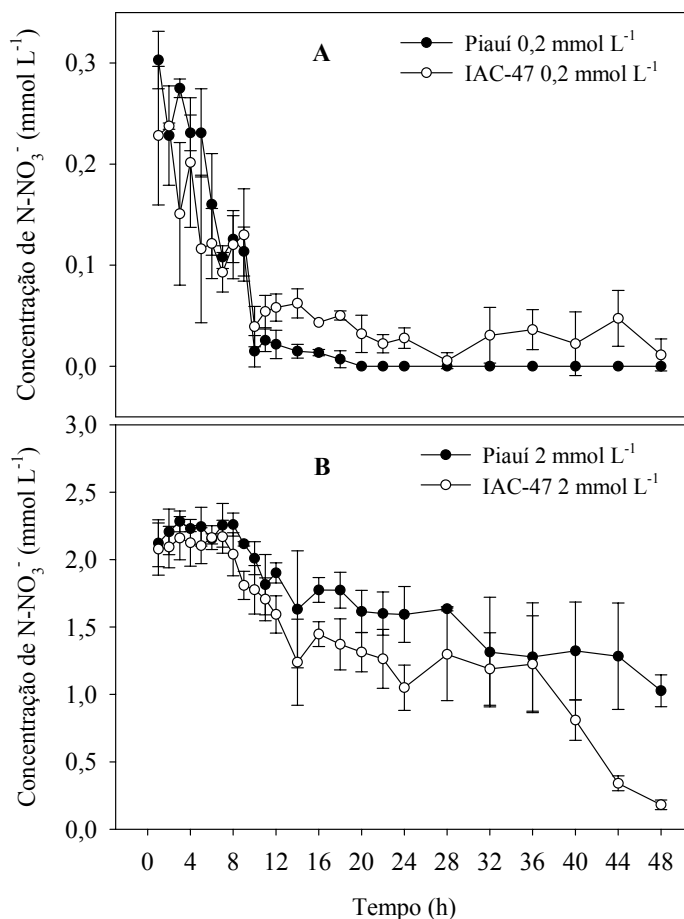 A
Piauí 0,2 mmol L⁻¹
IAC-47 0,2 mmol L⁻¹
Concentração de N-NO₃⁻ (mmol L⁻¹)
0,3
0,2
0,1
0,0
B
Piauí 2 mmol L⁻¹
IAC-47 2 mmol L⁻¹
Concentração de N-NO₃⁻ (mmol L⁻¹)
3,0
2,5
2,0
1,5
1,0
0,5
0,0
0 4 8 12 16 20 24 28 32 36 40 44 48
Tempo (h)